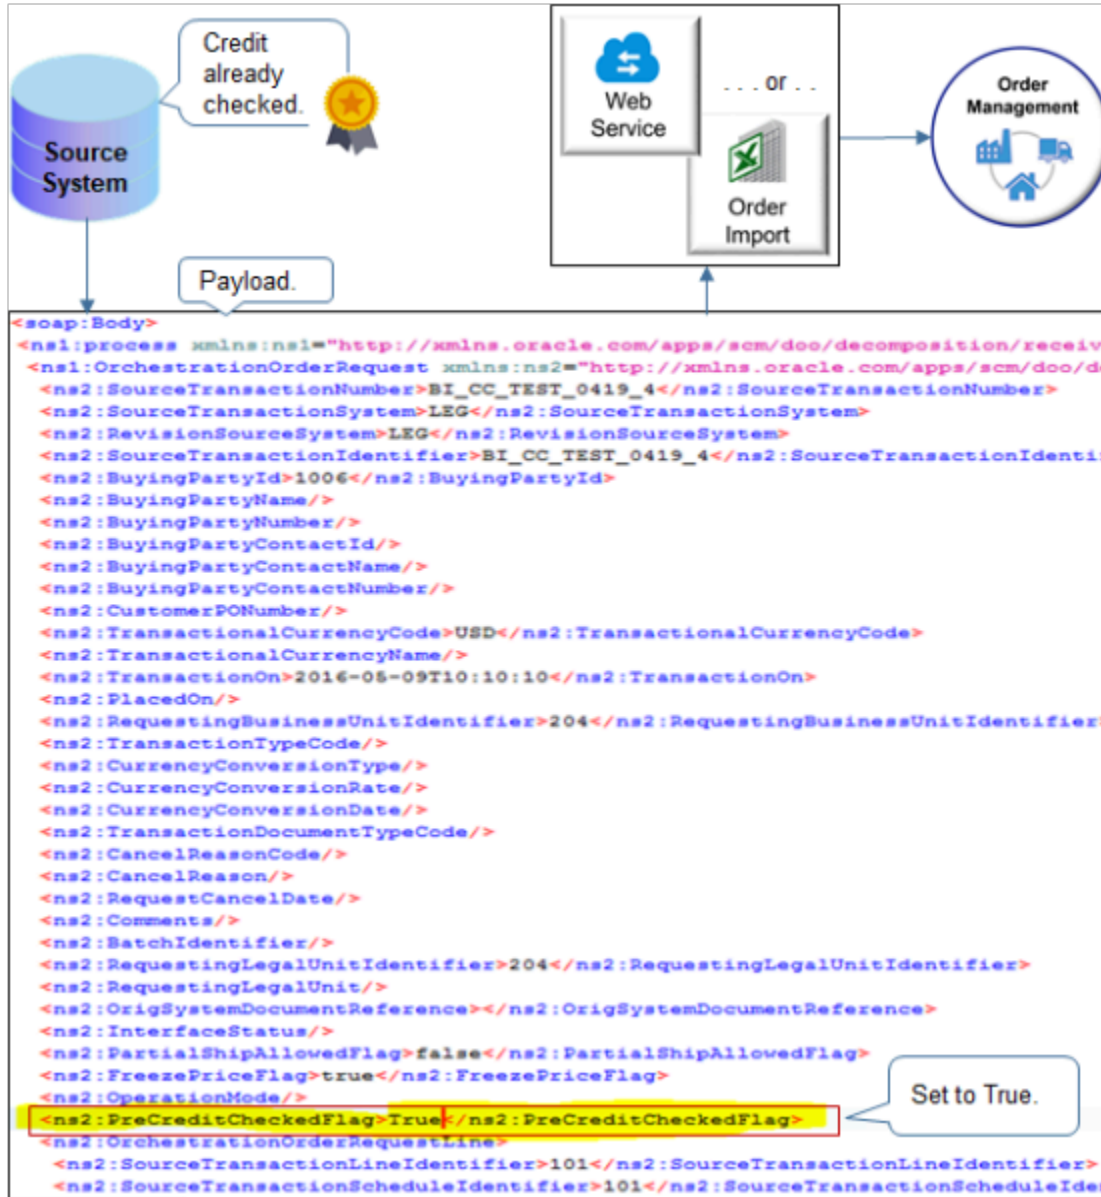 Credit
already
checked.
Source
System
Web
Service
. . . or . .
Order
Import
Order
Management
Payload.
<soap:Body>
<ns1:process xmlns:ns1="http://xmlns.oracle.com/apps/scm/doo/decomposition/receiv
<ns1:OrchestrationOrderRequest xmlns:ns2="http://xmlns.oracle.com/apps/scm/doo/de
<ns2:SourceTransactionNumber>BI_CC_TEST_0419_4</ns2:SourceTransactionNumber>
<ns2:SourceTransactionSystem>LEG</ns2:SourceTransactionSystem>
<ns2:RevisionSourceSystem>LEG</ns2:RevisionSourceSystem>
<ns2:SourceTransactionIdentifier>BI_CC_TEST_0419_4</ns2:SourceTransactionIdentif
<ns2:BuyingPartyId>1006</ns2:BuyingPartyId>
<ns2:BuyingPartyName/>
<ns2:BuyingPartyNumber/>
<ns2:BuyingPartyContactId/>
<ns2:BuyingPartyContactName/>
<ns2:BuyingPartyContactNumber/>
<ns2:CustomerPONumber/>
<ns2:TransactionalCurrencyCode>USD</ns2:TransactionalCurrencyCode>
<ns2:TransactionalCurrencyName/>
<ns2:TransactionOn>2016-05-09T10:10:10</ns2:TransactionOn>
<ns2:PlacedOn/>
<ns2:RequestingBusinessUnitIdentifier>204</ns2:RequestingBusinessUnitIdentifier>
<ns2:TransactionTypeCode/>
<ns2:CurrencyConversionType/>
<ns2:CurrencyConversionRate/>
<ns2:CurrencyConversionDate/>
<ns2:TransactionDocumentTypeCode/>
<ns2:CancelReasonCode/>
<ns2:CancelReason/>
<ns2:RequestCancelDate/>
<ns2:Comments/>
<ns2:BatchIdentifier/>
<ns2:RequestingLegalUnitIdentifier>204</ns2:RequestingLegalUnitIdentifier>
<ns2:RequestingLegalUnit/>
<ns2:OrigSystemDocumentReference></ns2:OrigSystemDocumentReference>
<ns2:InterfaceStatus/>
<ns2:PartialShipAllowedFlag>false</ns2:PartialShipAllowedFlag>
<ns2:FreezePriceFlag>true</ns2:FreezePriceFlag>
<ns2:OperationMode/>
<ns2:PreCreditCheckedFlag>True</ns2:PreCreditCheckedFlag>
Set to True.
<ns2:OrchestrationOrderRequestLine>
<ns2:SourceTransactionLineIdentifier>101</ns2:SourceTransactionLineIdentifier>
<ns2:SourceTransactionScheduleIdentifier>101</ns2:SourceTransactionScheduleIde